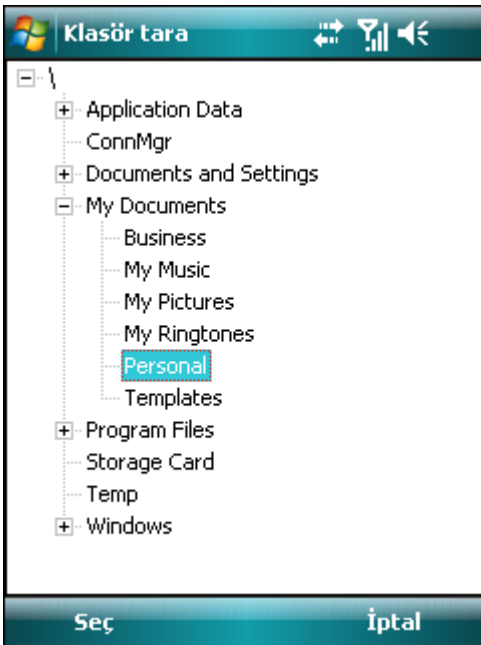 Klasör tara
\
Application Data
ConnMgr
Documents and Settings
My Documents
Business
My Music
My Pictures
My Ringtones
Personal
Templates
Program Files
Storage Card
Temp
Windows
Seç İptal